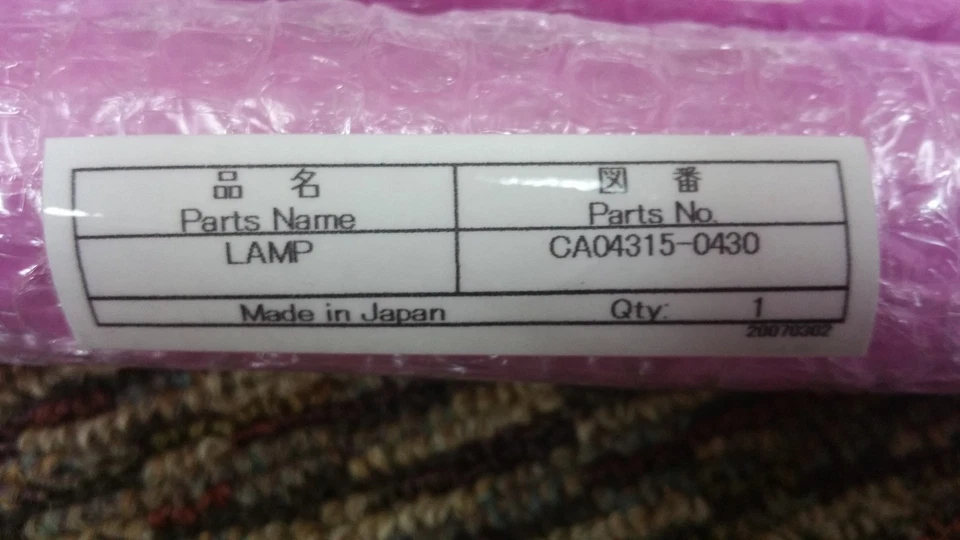 品 名
図 番
Parts Name
Parts No.
LAMP
CA04315-0430
Made in Japan
Qty: 1
20070302